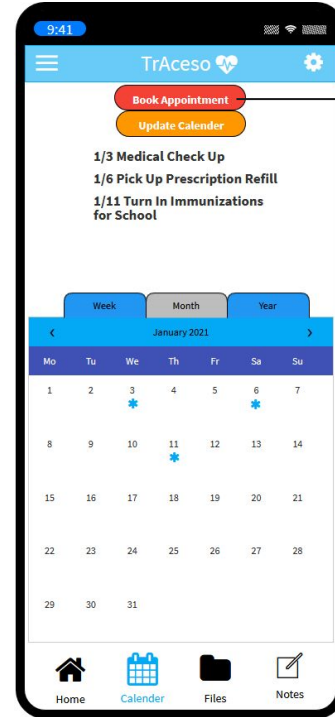 9:41
TrAceso
Book Appointment
Update Calender
1/3 Medical Check Up
1/6 Pick Up Prescription Refill
1/11 Turn In Immunizations
for School
Week Month Year
< January 2021 >
Mo Tu We Th Fr Sa Su
1 2 3 4 5 6 7
8 9 10 11 12 13 14
15 16 17 18 19 20 21
22 23 24 25 26 27 28
29 30 31
Home Calender Files Notes